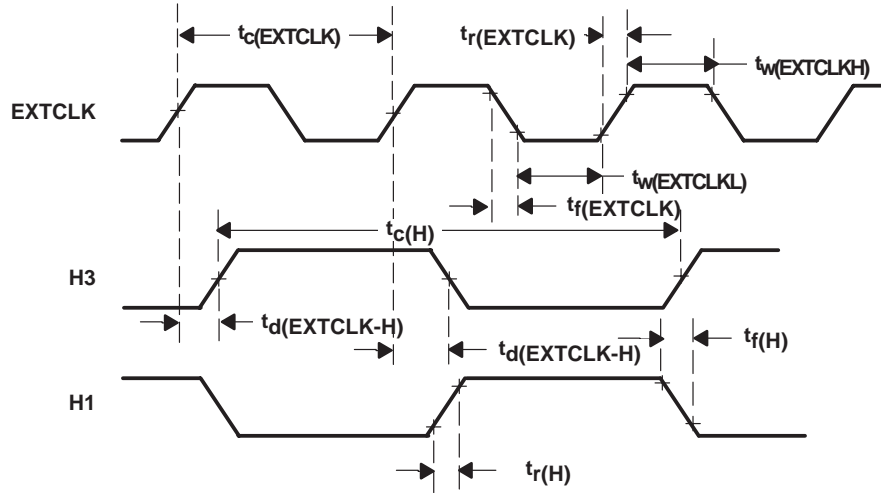 tc(EXTCLK)
tr(EXTCLK)
tw(EXTCLKH)
EXTCLK
tw(EXTCLKL)
tf(EXTCLK)
tc(H)
H3
td(EXTCLK-H)
td(EXTCLK-H)
tf(H)
H1
tr(H)